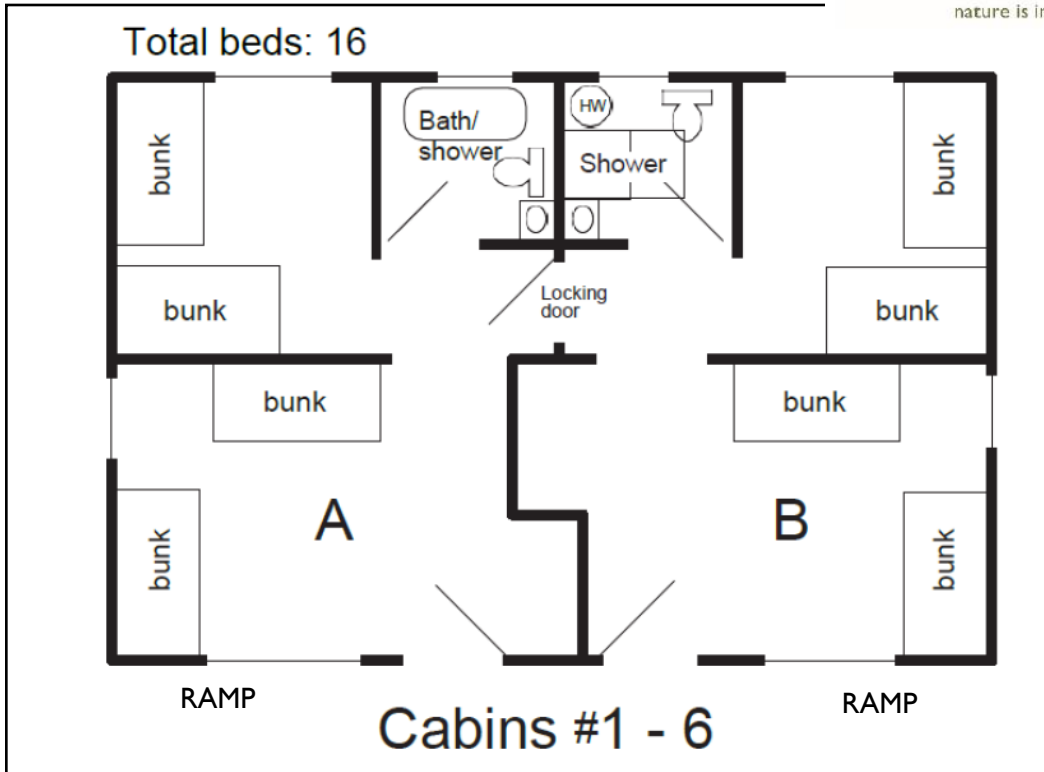 nature is in
Total beds: 16
bunk
Bath/
shower
HW
Shower
bunk
bunk
Locking
door
bunk
bunk
bunk
A
B
bunk
bunk
RAMP
RAMP
Cabins #1 - 6